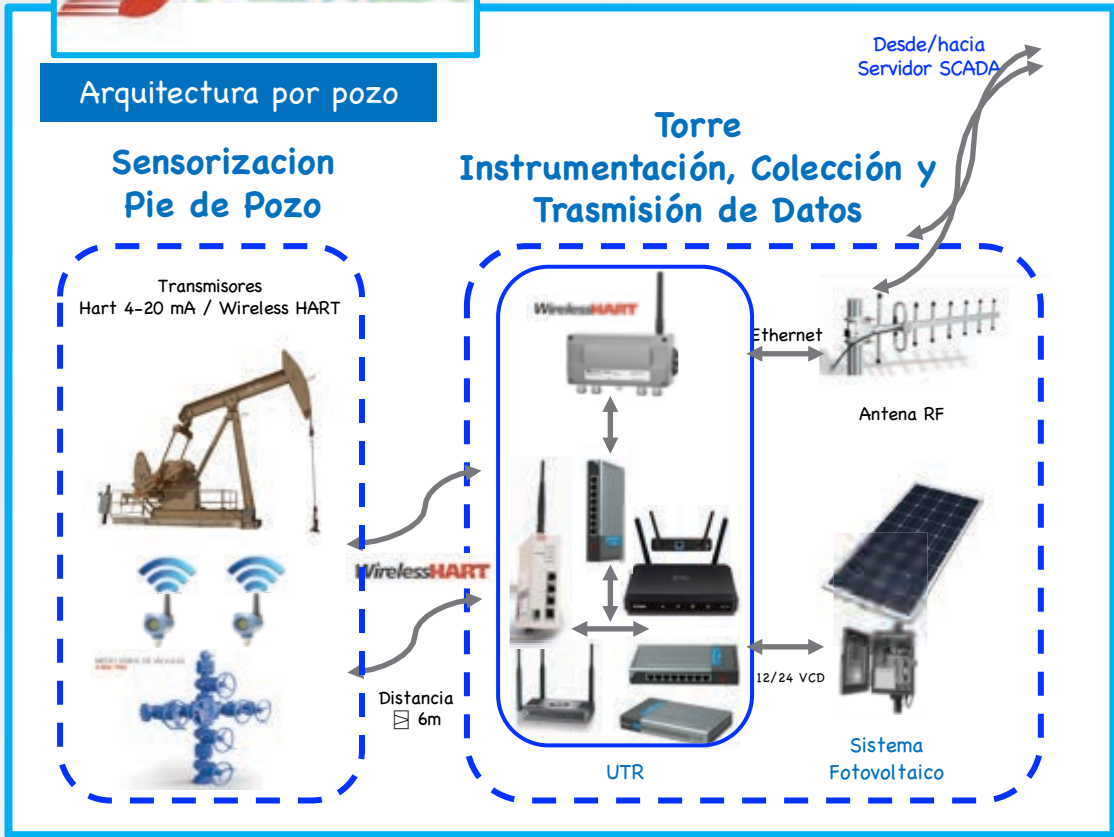 Desde/hacia
Servidor SCADA
Arquitectura por pozo
Sensorizacion
Pie de Pozo
Torre
Instrumentación, Colección y
Trasmisión de Datos
Transmisores
Hart 4-20 mA / Wireless HART
WirelessHART
Ethernet
Antena RF
WirelessHART
Distancia
6m
12/24 VCD
UTR
Sistema
Fotovoltaico